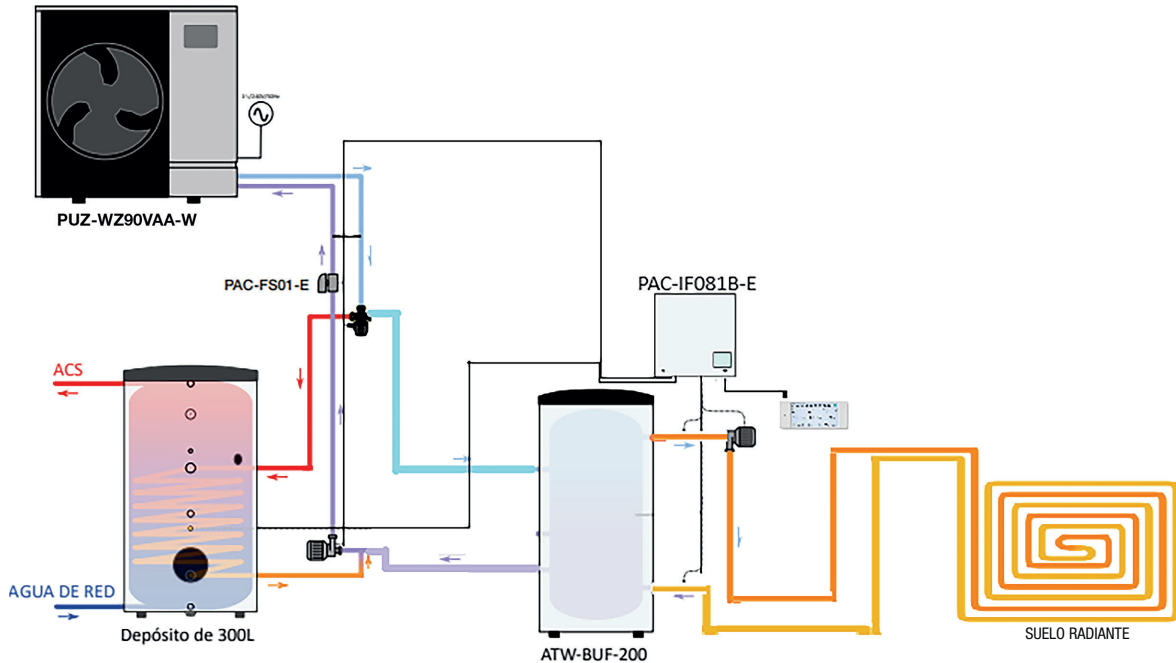 PUZ-WZ90VAA-W
PAC-FS01-E
PAC-IF081B-E
ACS
AGUA DE RED
Depósito de 300L
ATW-BUF-200
SUELO RADIANTE